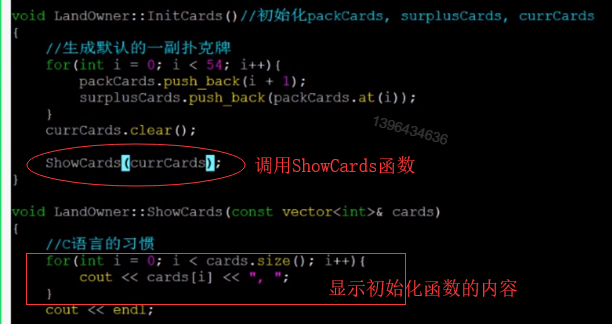 void LandOwner::InitCards()//初始化packCards, surplusCards, currCards
{
//生成默认的一副扑克牌
for(int i = 0; i < 54; i++){
packCards.push_back(i + 1);
surplusCards.push_back(packCards.at(i));
}
currCards.clear();
1396434636
ShowCards(currCards);
调用ShowCards函数
}
void LandOwner::ShowCards(const vector<int>& cards)
{
//C语言的习惯
for(int i = 0; i < cards.size(); i++){
cout << cards[i] << ", ";
显示初始化函数的内容
}
cout << endl;